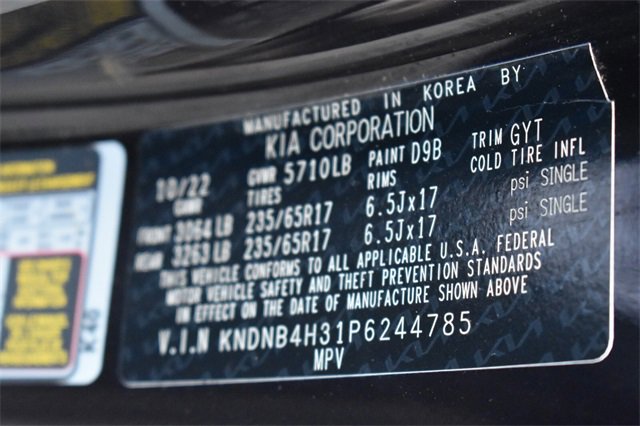 MANUFACTURED IN KOREA BY
KIA CORPORATION
10/22 GVWR 5710LB PAINT D9B TRIM GYT
GAWR TIRES RIMS COLD TIRE INFL
FRONT 3064 LB 235/65R17 6.5Jx17 psi SINGLE
REAR 3263 LB 235/65R17 6.5Jx17 psi SINGLE
THIS VEHICLE CONFORMS TO ALL APPLICABLE U.S.A. FEDERAL
MOTOR VEHICLE SAFETY AND THEFT PREVENTION STANDARDS
IN EFFECT ON THE DATE OF MANUFACTURE SHOWN ABOVE
V.I.N KNDNB4H31P6244785
MPV
K40